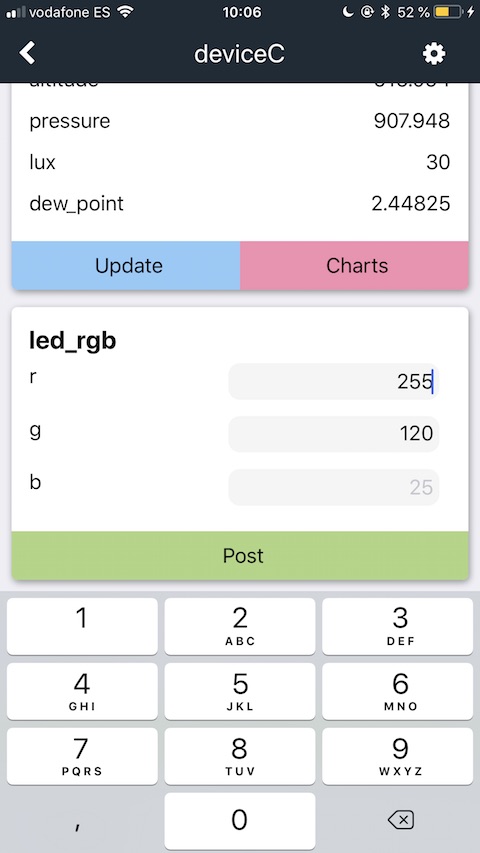 vodafone ES 10:06 52 %
deviceC
pressure 907.948
lux 30
dew_point 2.44825
Update Charts
led_rgb
r 255
g 120
b 25
Post
1 2 3
ABC DEF
4 5 6
GHI JKL MNO
7 8 9
PQRS TUV WXYZ
, 0